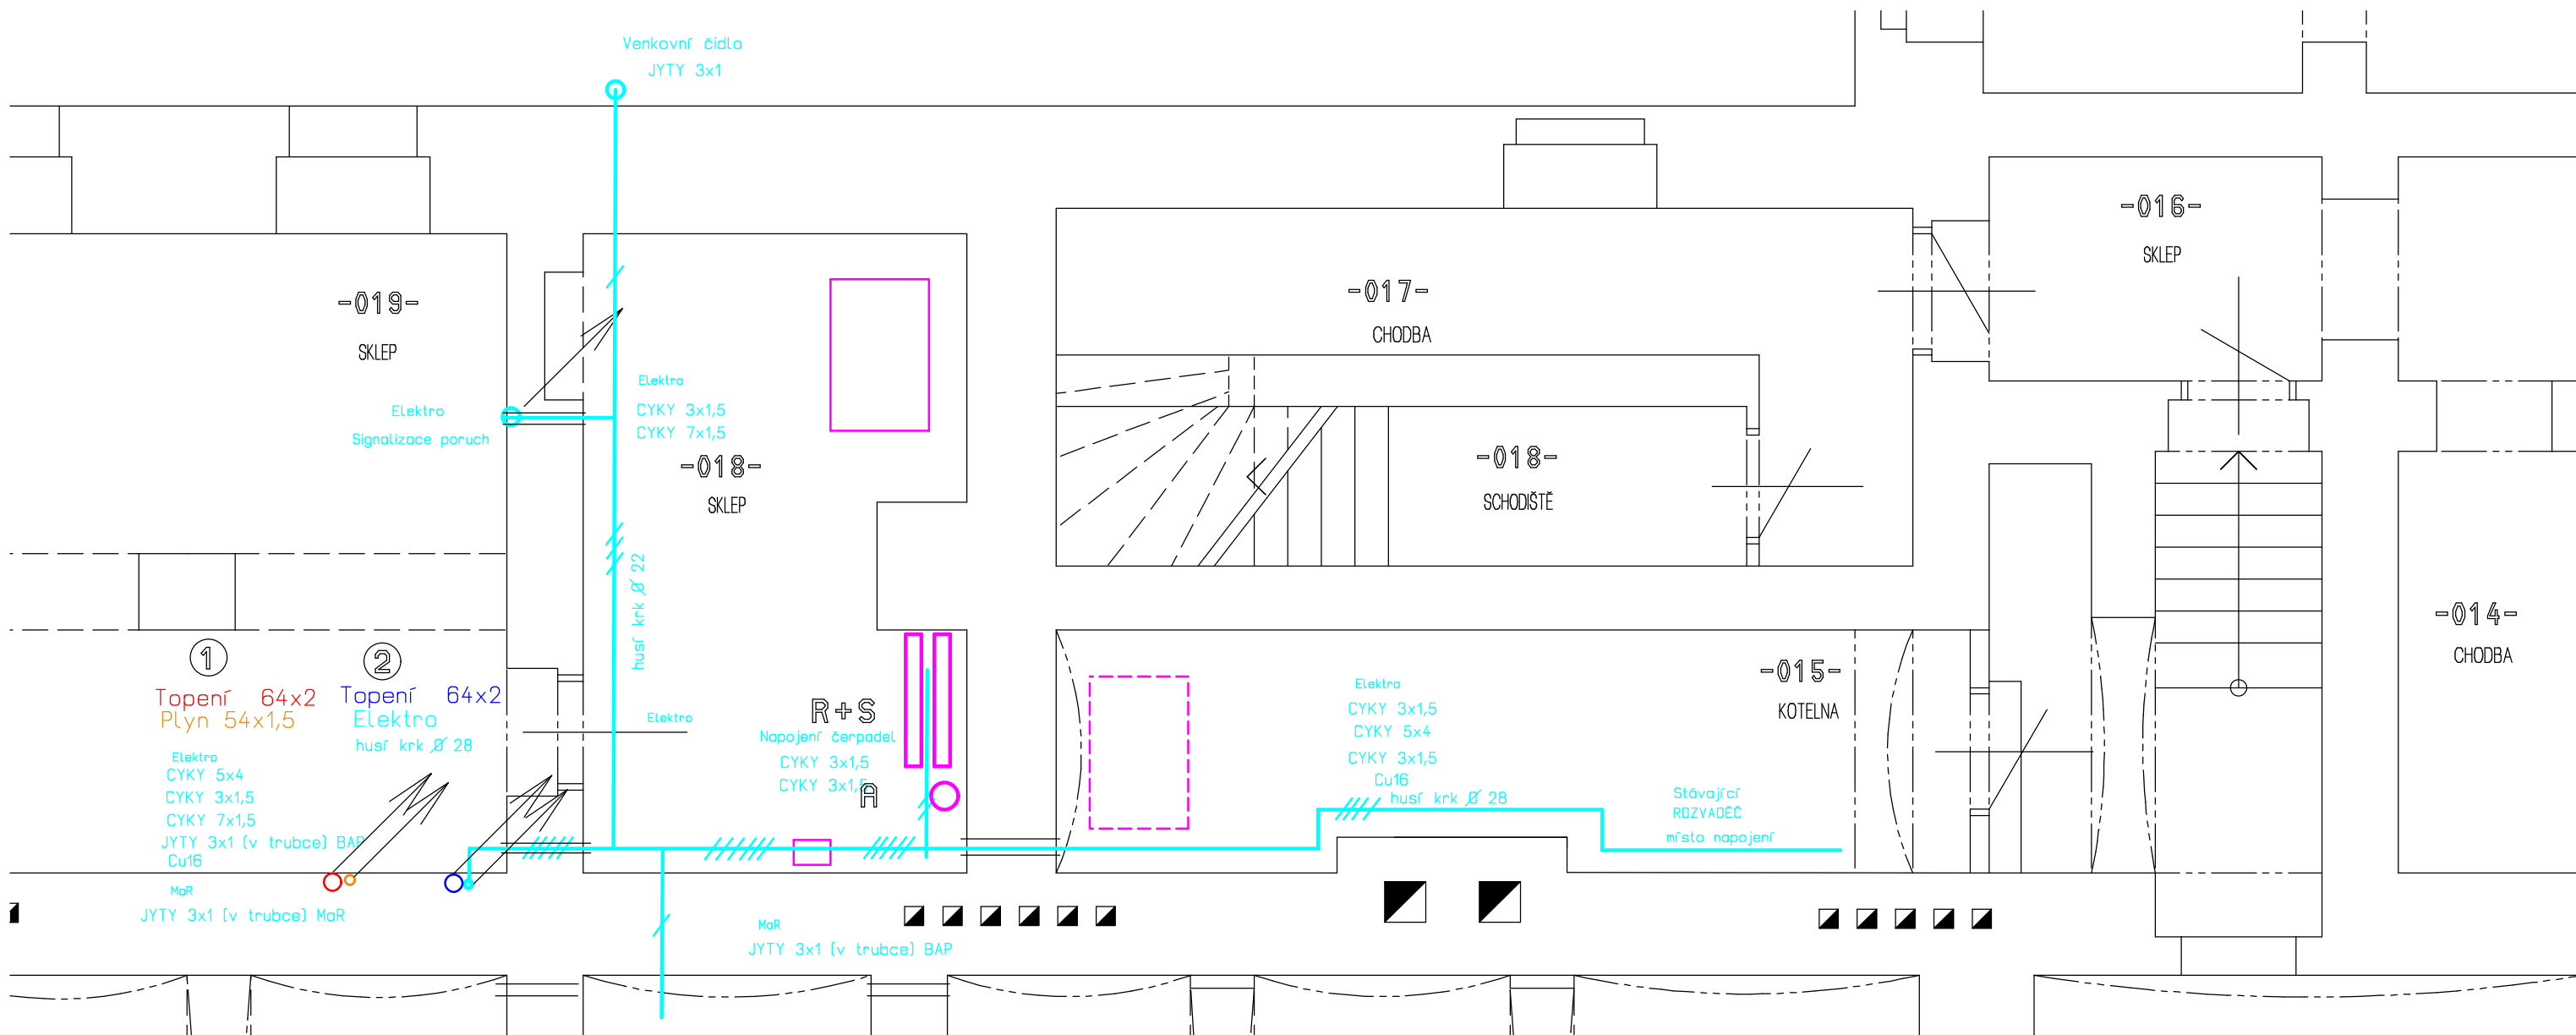 Venkovní čidlo
JYTY 3x1
-016-
SKLEP
-019-
SKLEP
-017-
CHODBA
Elektro
CYKY 3x1,5
CYKY 7x1,5
Elektro
Signalizace poruch
-018-
SKLEP
-018-
SCHODIŠTĚ
husí krk Ø 22
-014-
CHODBA
1
Topení 64x2
Plyn 54x1,5
2
Topení 64x2
Elektro
husí krk Ø 28
Elektro
CYKY 5x4
CYKY 3x1,5
CYKY 7x1,5
JYTY 3x1 (v trubce) BAP
Cu16
MaR
JYTY 3x1 (v trubce) MaR
Elektro
R+S
Napojení čerpadel
CYKY 3x1,5
CYKY 3x1,5
A
-015-
KOTELNA
Elektro
CYKY 3x1,5
CYKY 5x4
CYKY 3x1,5
Cu16
husí krk Ø 28
Stávající
ROZVADĚČ
místo napojení
MaR
JYTY 3x1 (v trubce) BAP